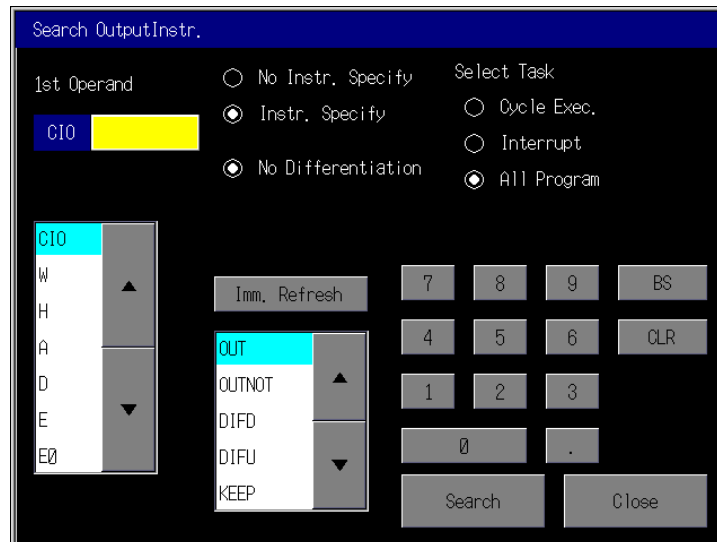 Search OutputInstr.
1st Operand
CIO
No Instr. Specify
Instr. Specify
No Differentiation
Select Task
Cycle Exec.
Interrupt
All Program
CIO
W
H
A
D
E
E0
Imm. Refresh
OUT
OUTNOT
DIFD
DIFU
KEEP
7 8 9 BS
4 5 6 CLR
1 2 3
0 .
Search Close